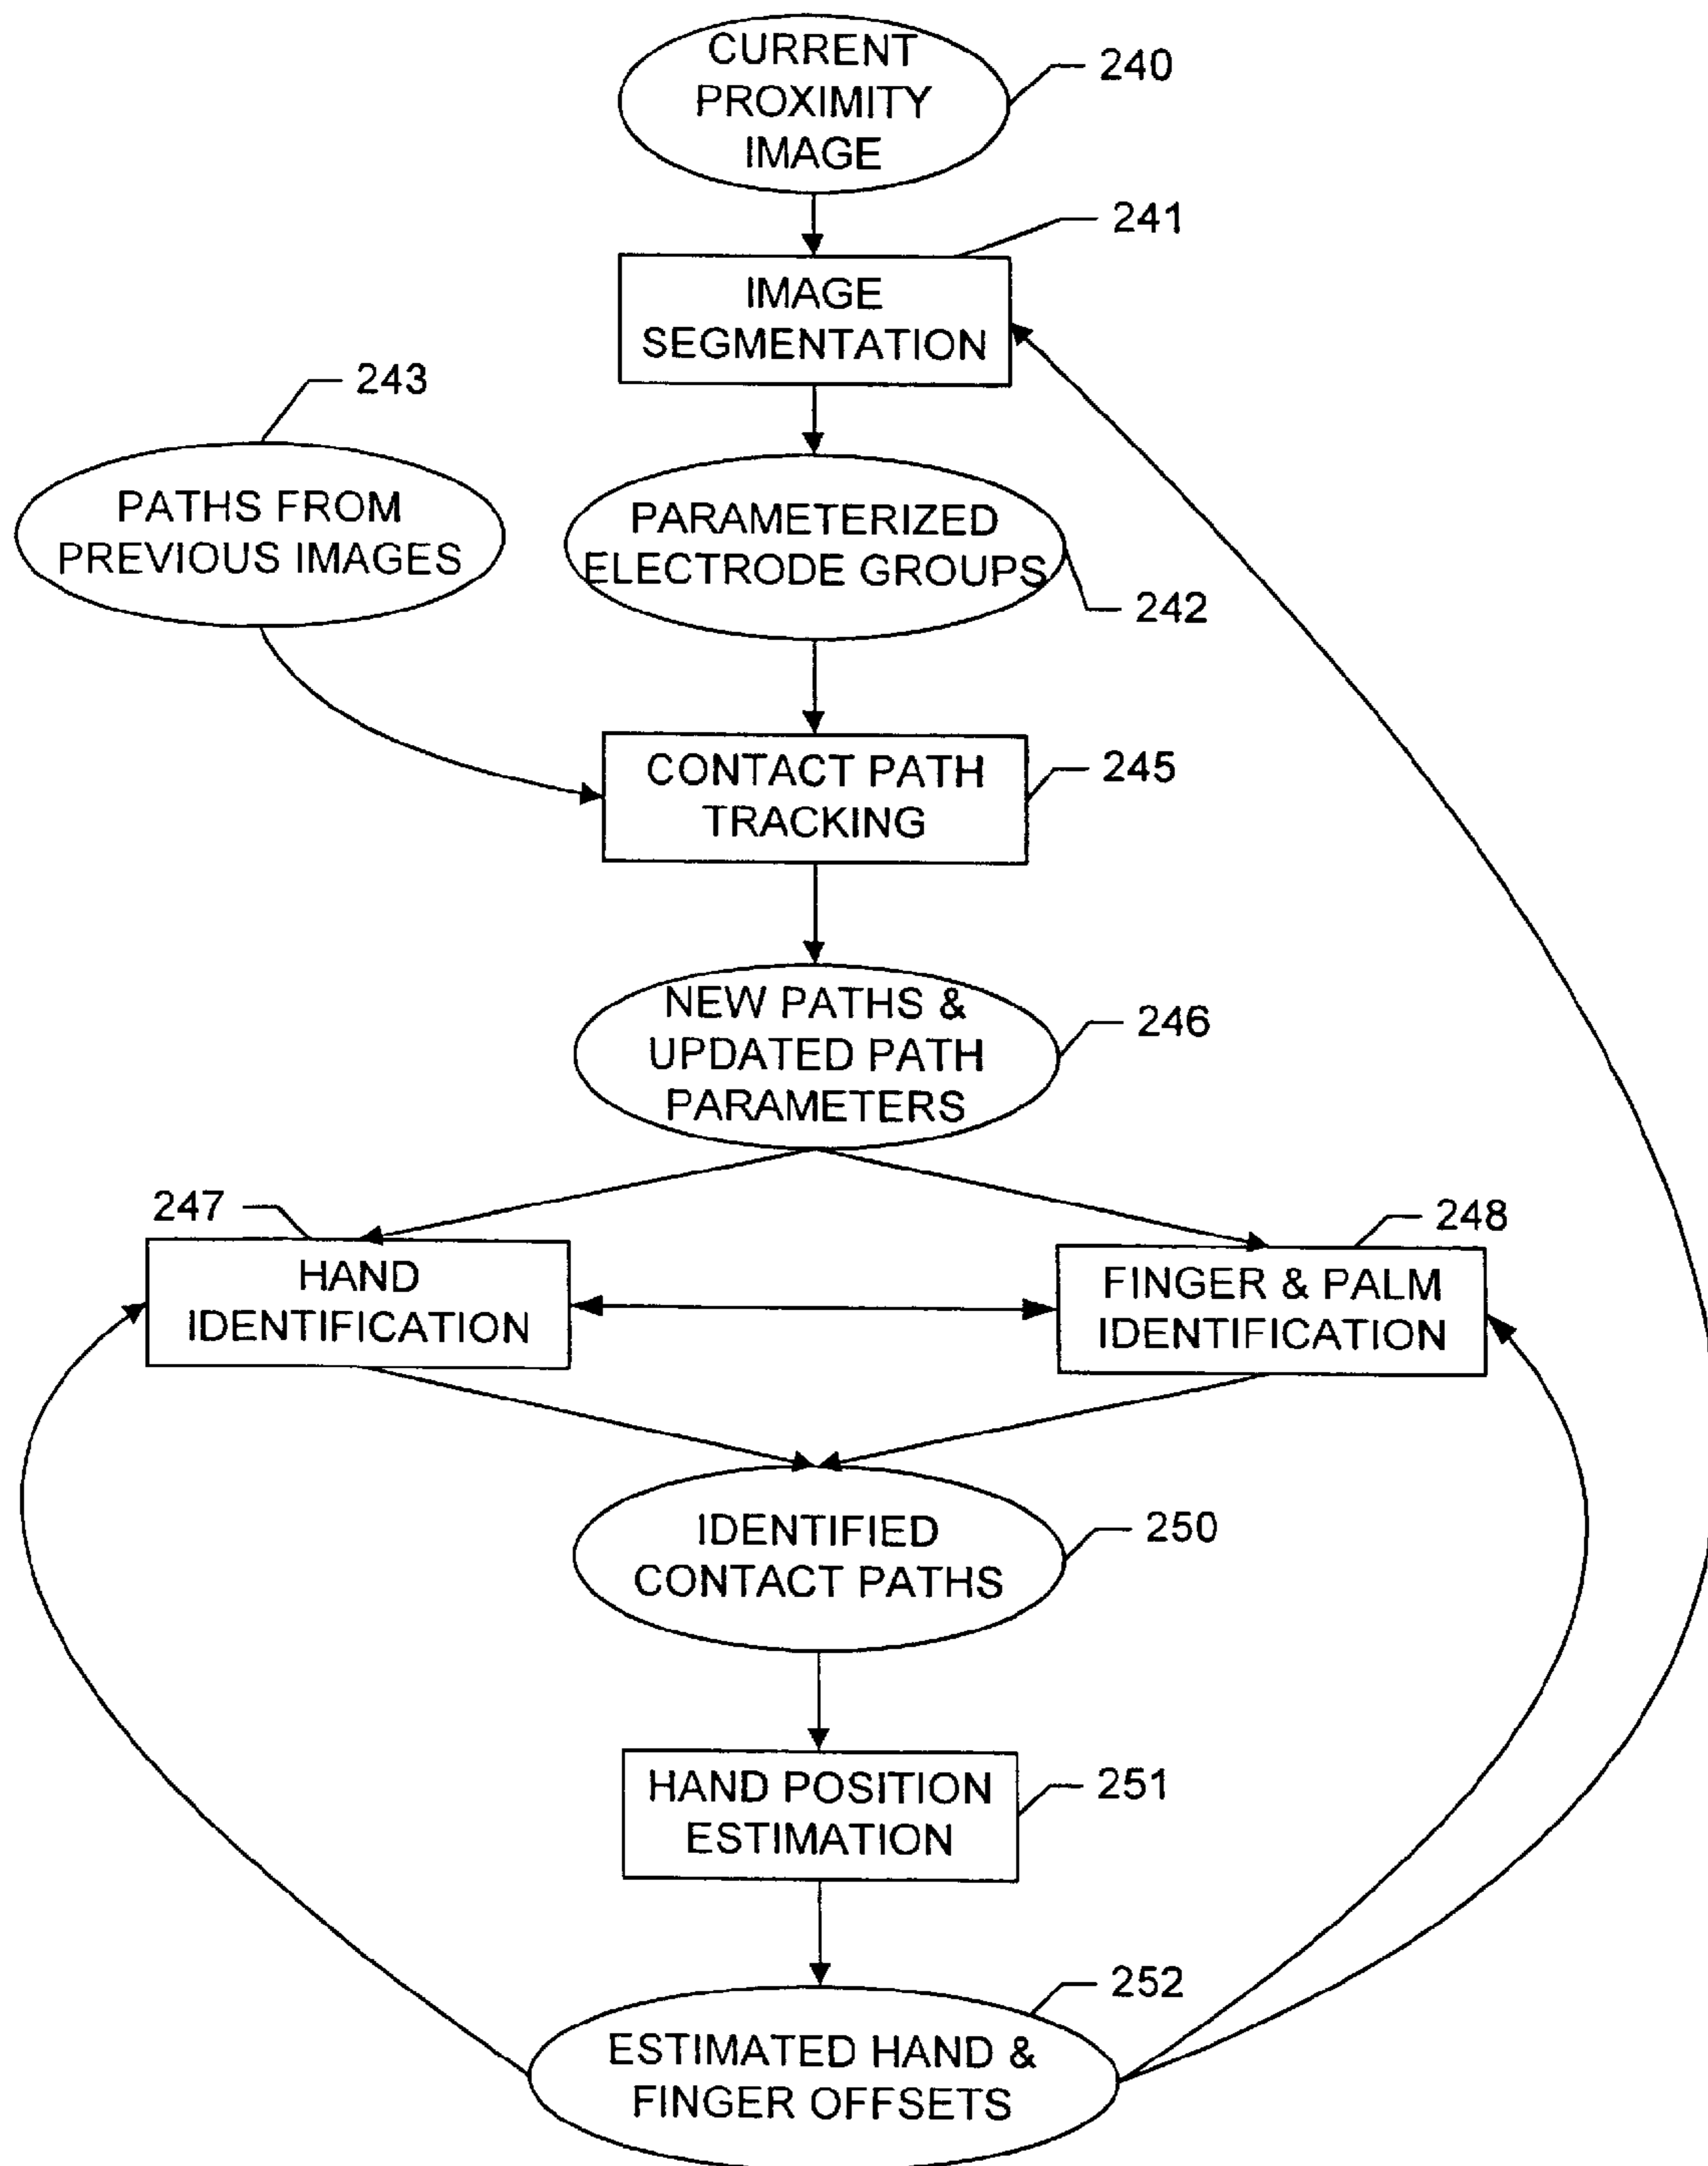 CURRENT
PROXIMITY
IMAGE
240
241
IMAGE
SEGMENTATION
243
PATHS FROM
PREVIOUS IMAGES
PARAMETERIZED
ELECTRODE GROUPS
242
CONTACT PATH
TRACKING
245
NEW PATHS &
UPDATED PATH
PARAMETERS
246
247
HAND
IDENTIFICATION
248
FINGER & PALM
IDENTIFICATION
IDENTIFIED
CONTACT PATHS
250
HAND POSITION
ESTIMATION
251
252
ESTIMATED HAND &
FINGER OFFSETS